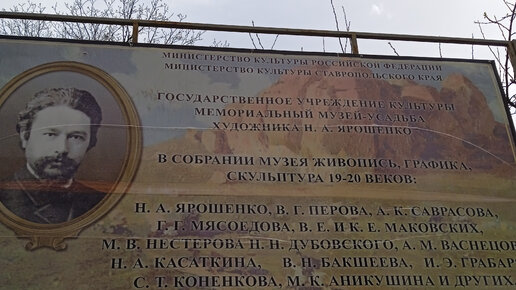 МИНИСТЕРСТВО КУЛЬТУРЫ РОССИЙСКОЙ ФЕДЕРАЦИИ
МИНИСТЕРСТВО КУЛЬТУРЫ СТАВРОПОЛЬСКОГО КРАЯ
ГОСУДАРСТВЕННОЕ УЧРЕЖДЕНИЕ КУЛЬТУРЫ
МЕМОРИАЛЬНЫЙ МУЗЕЙ-УСАДЬБА
ХУДОЖНИКА Н. А. ЯРОШЕНКО
В СОБРАНИИ МУЗЕЯ ЖИВОПИСЬ, ГРАФИКА,
СКУЛЬПТУРА 19-20 ВЕКОВ:
Н. А. ЯРОШЕНКО, В. Г. ПЕРОВА, А. К. САВРАСОВА,
Г. Г. МЯСОЕДОВА, В. Е. И К. Е. МАКОВСКИХ,
М. В. НЕСТЕРОВА Н. Н. ДУБОВСКОГО, А. М. ВАСНЕЦОВ
Н. А. КАСАТКИНА, В. Н. БАКШЕЕВА, И. Э. ГРАБАР
С. Т. КОНЕНКОВА, М. К. АНИКУШИНА И ДРУГИХ.